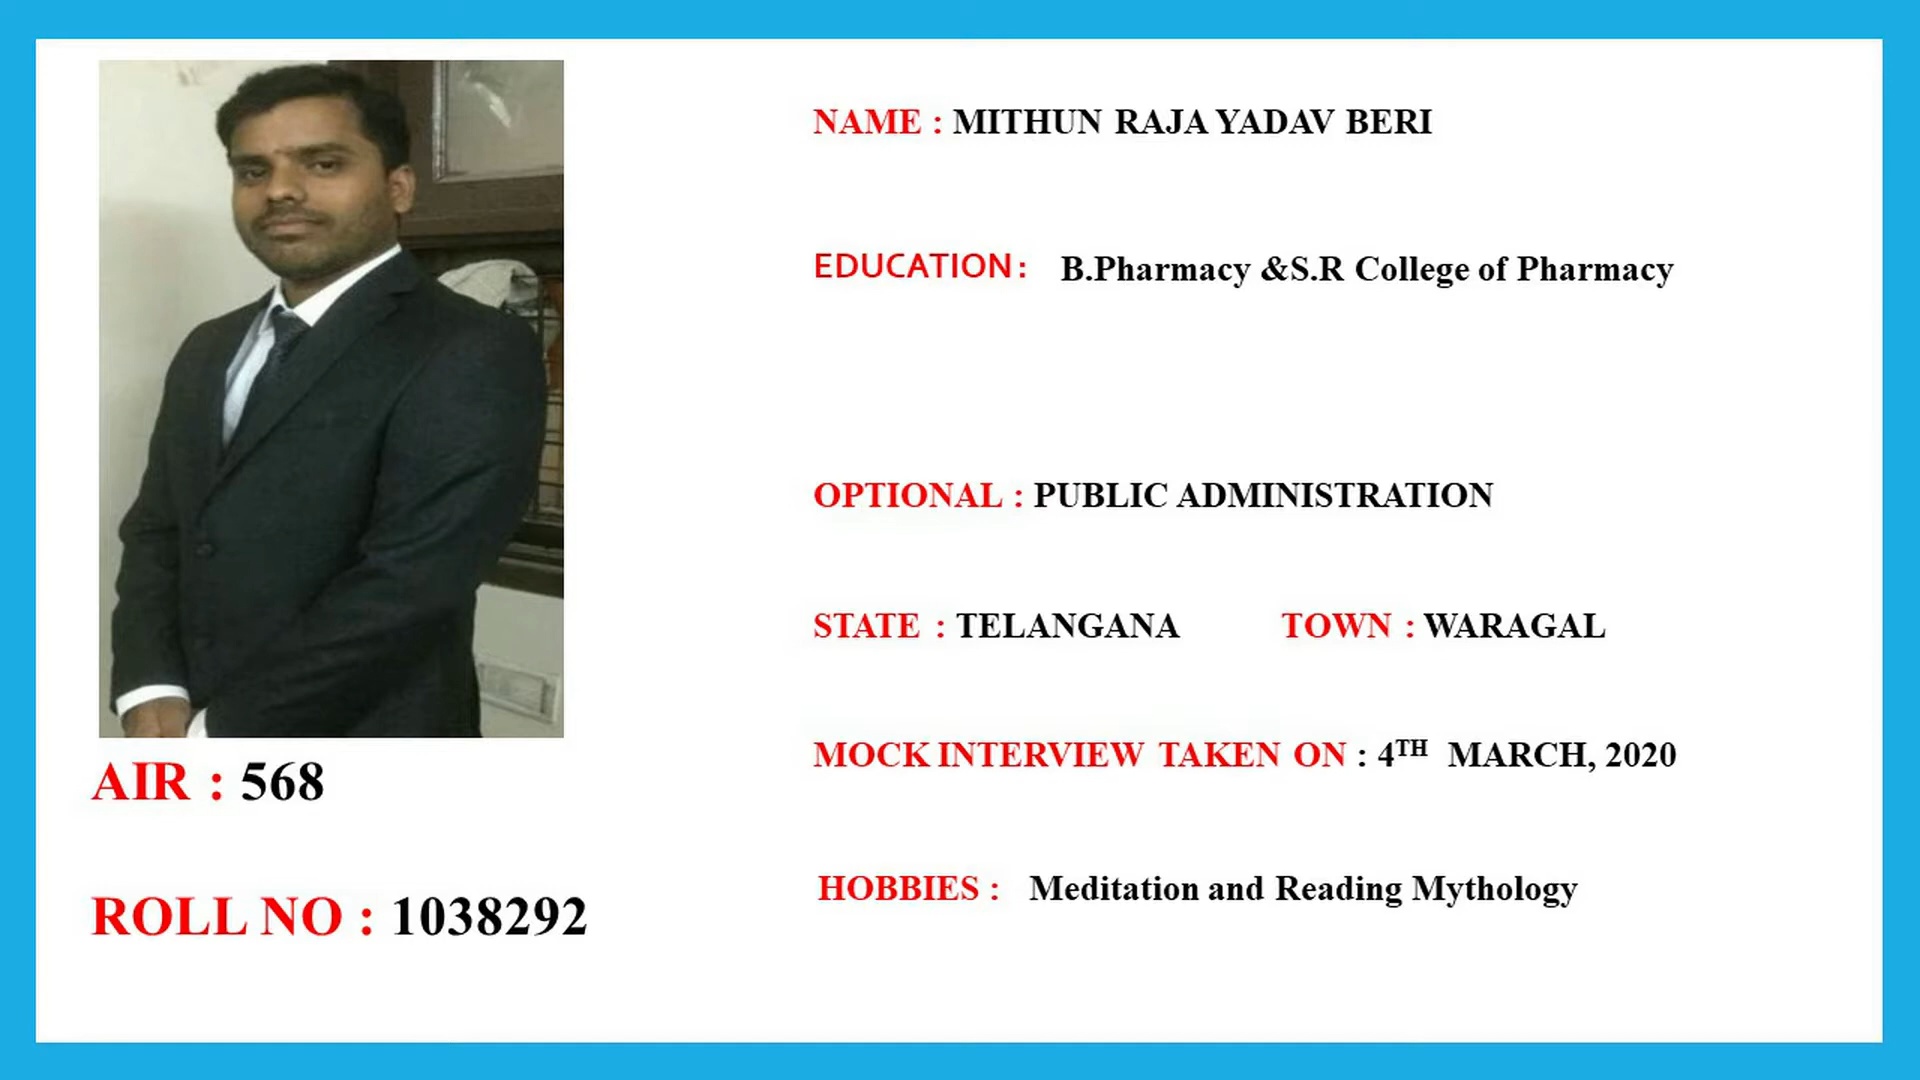 NAME : MITHUN RAJA YADAV BERI
EDUCATION : B.Pharmacy &S.R College of Pharmacy
OPTIONAL : PUBLIC ADMINISTRATION
STATE : TELANGANA TOWN : WARAGAL
MOCK INTERVIEW TAKEN ON : 4TH MARCH, 2020
HOBBIES : Meditation and Reading Mythology
AIR : 568
ROLL NO : 1038292